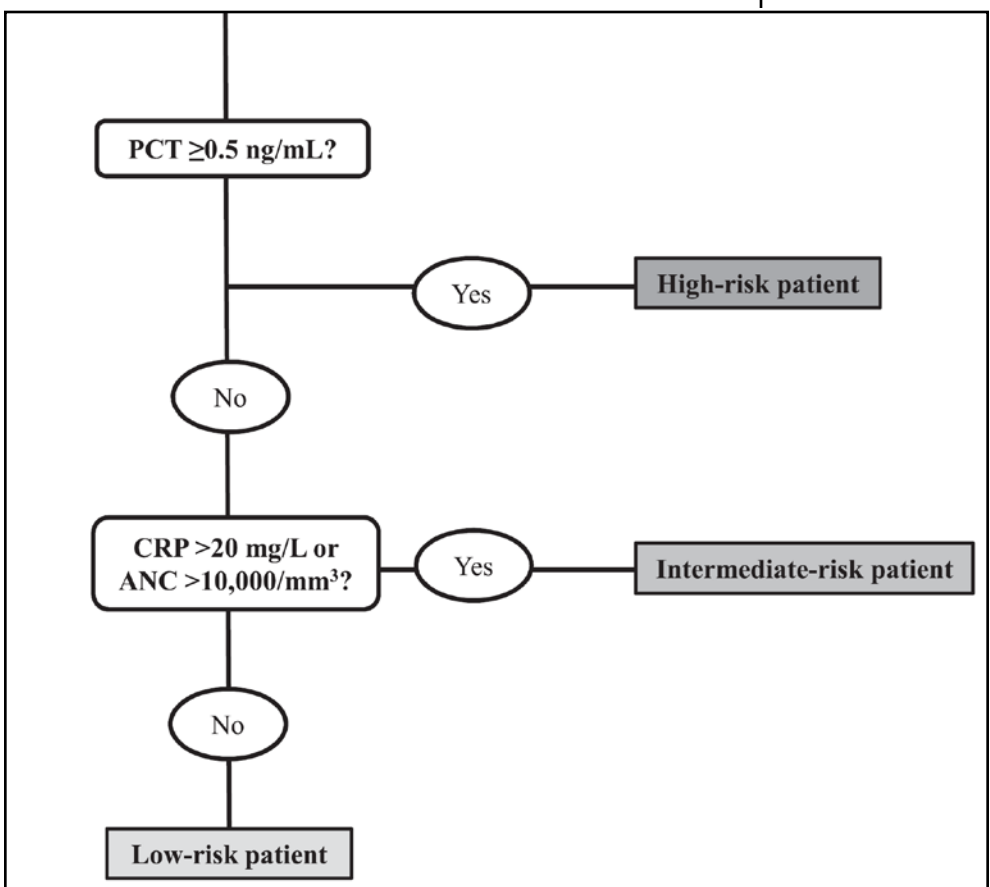 PCT ≥0.5 ng/mL?
Yes
High-risk patient
No
CRP >20 mg/L or
ANC >10,000/mm³?
Yes
Intermediate-risk patient
No
Low-risk patient